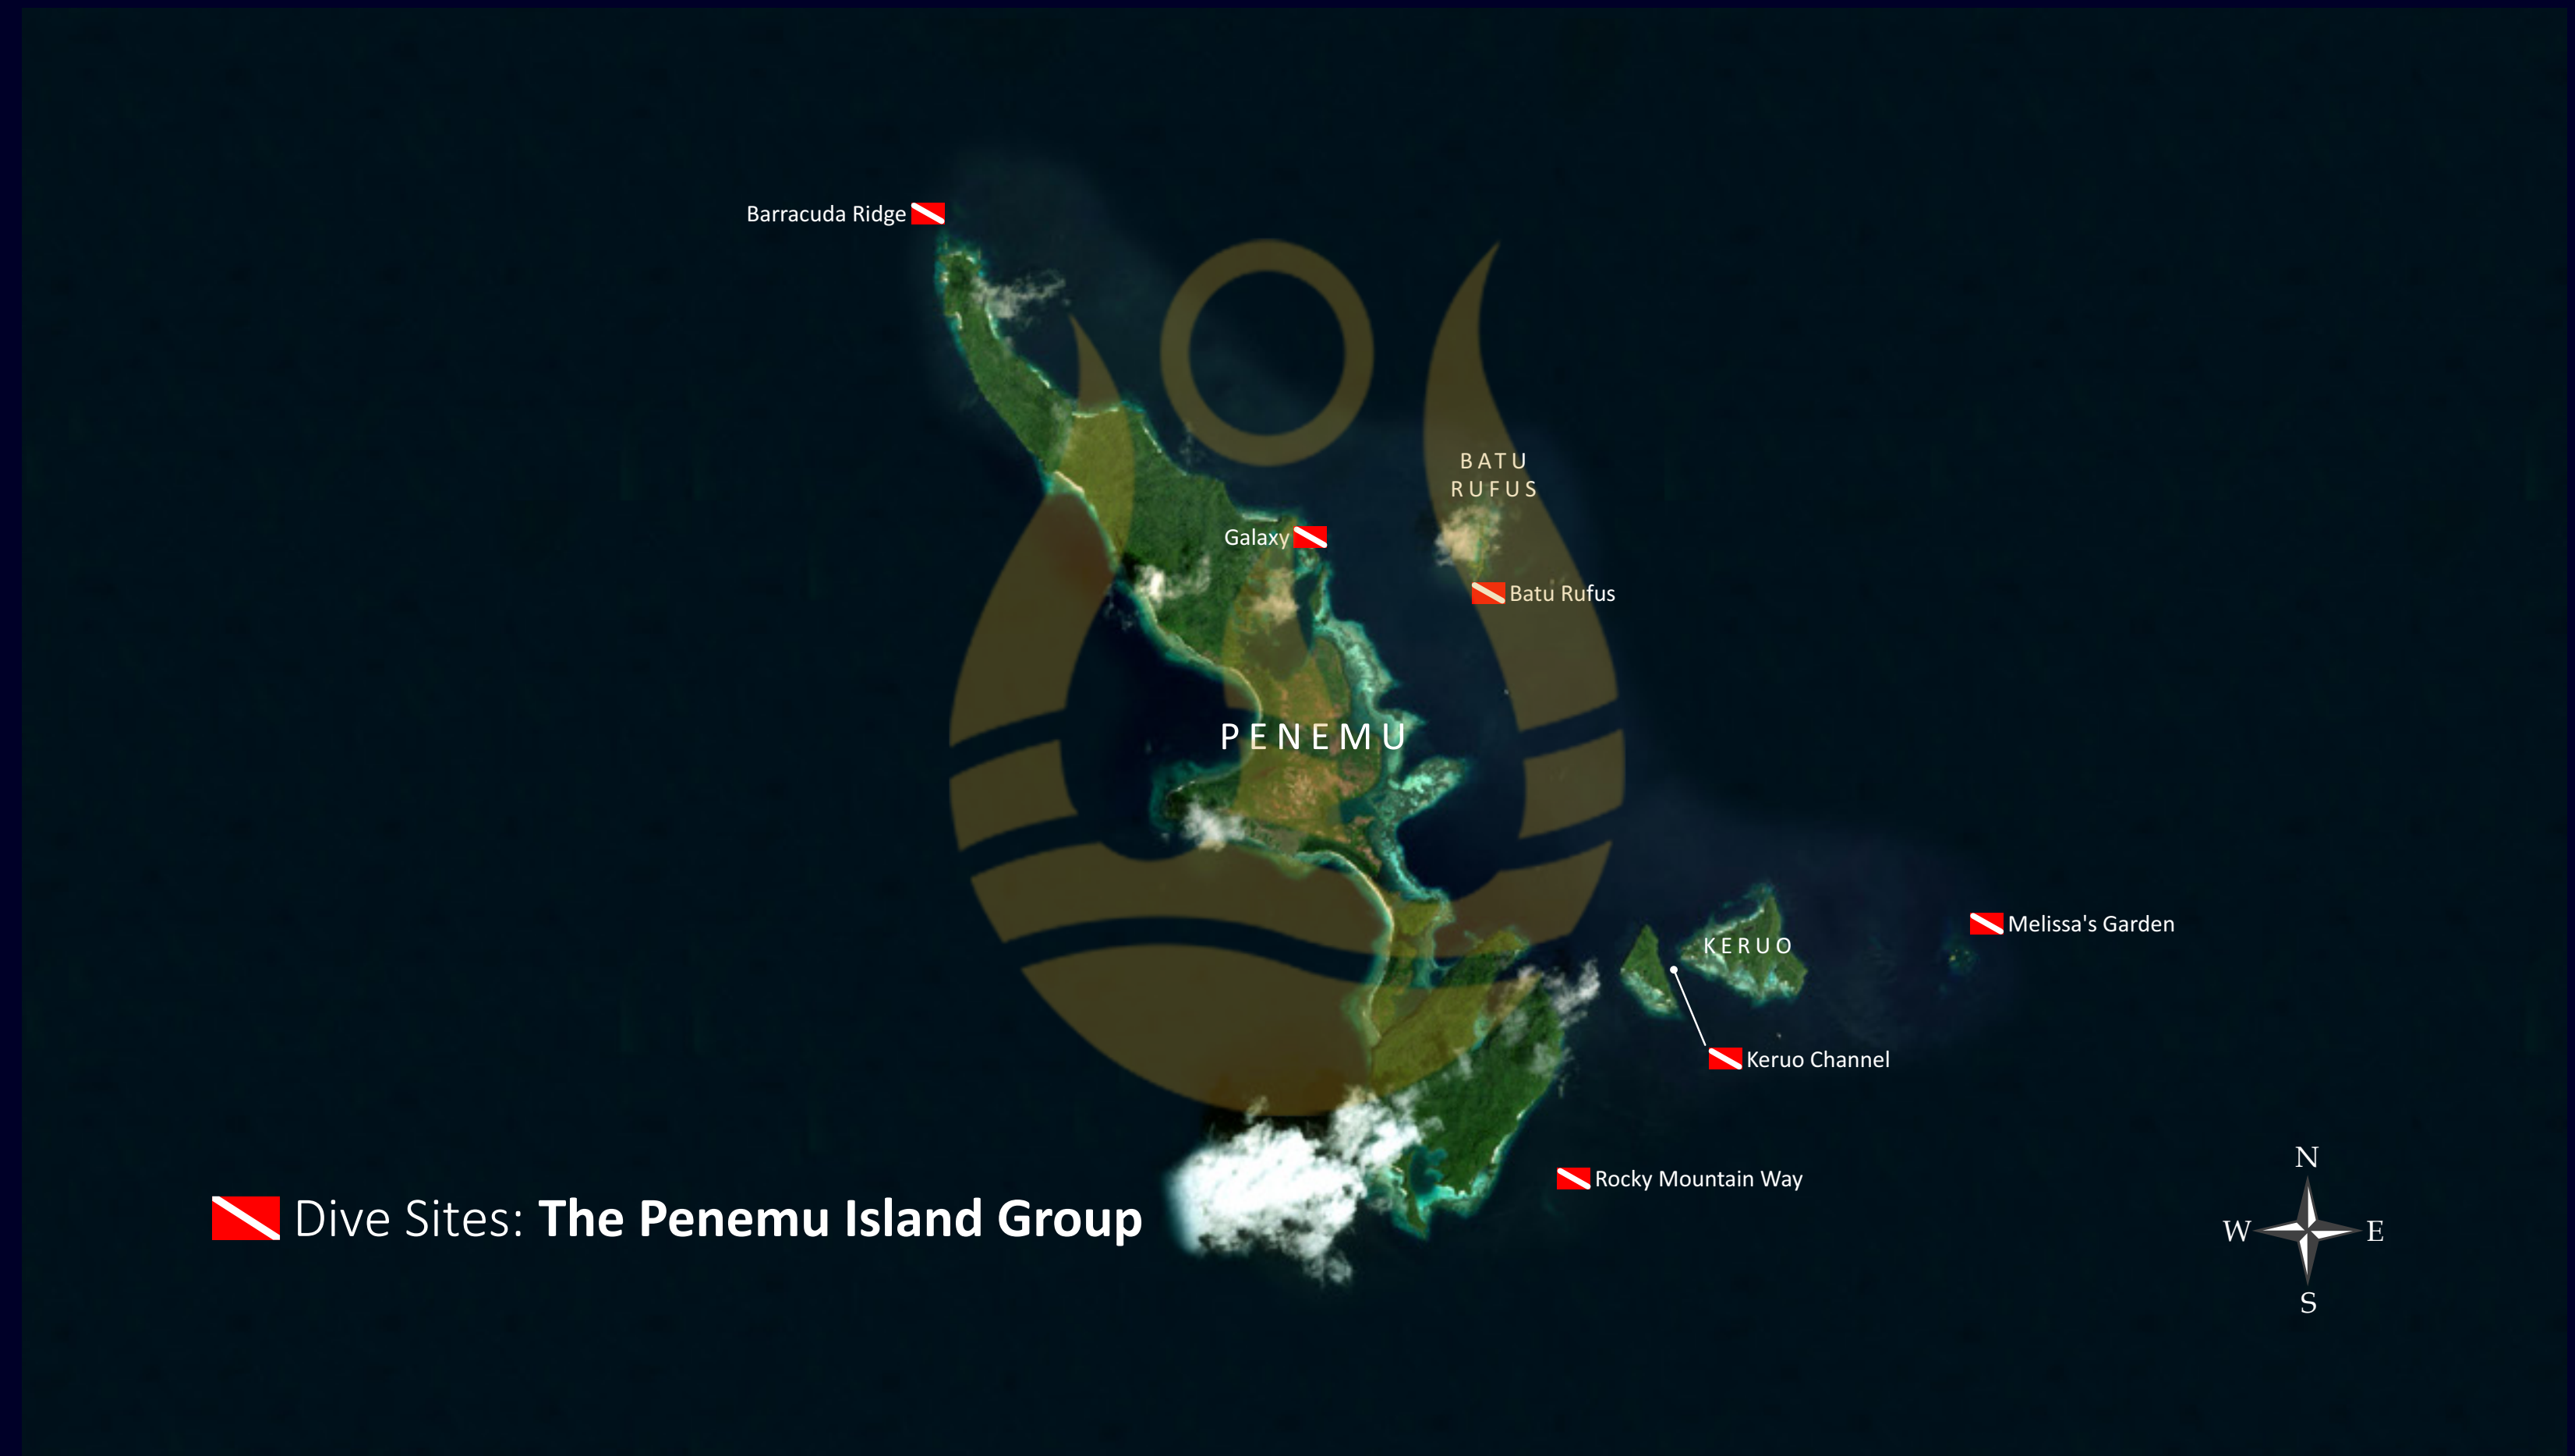 Barracuda Ridge
BATU
RUFUS
Galaxy
Batu Rufus
PENEMU
Melissa's Garden
KERUO
Keruo Channel
N
Rocky Mountain Way
Dive Sites: The Penemu Island Group
W E
S